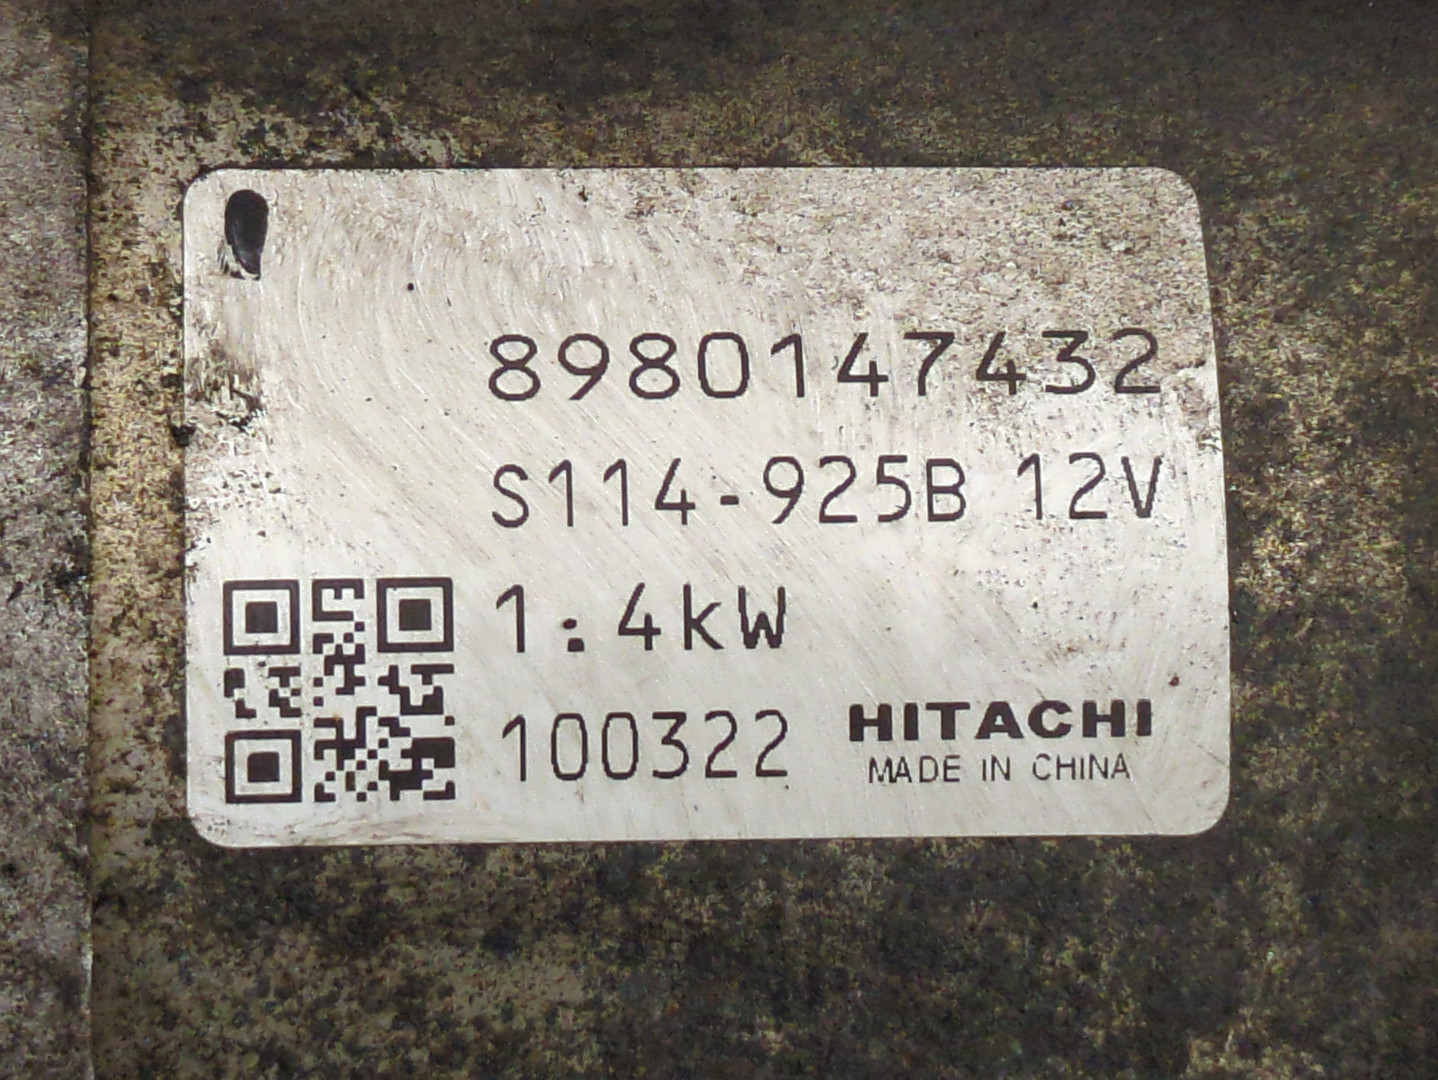 8980147432
S114-925B 12V
1.4kW
100322 HITACHI
MADE IN CHINA